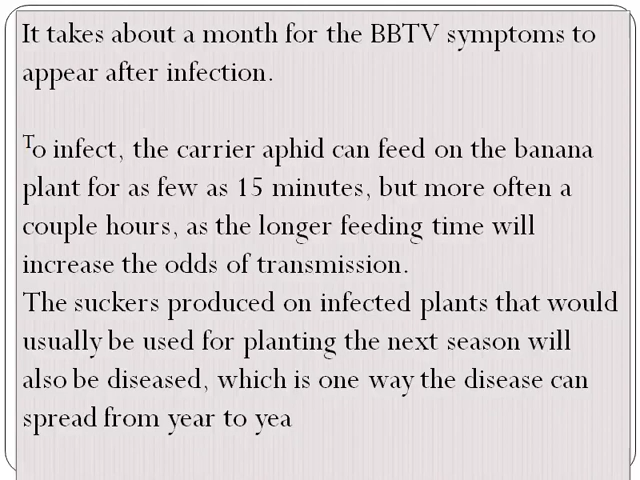 It takes about a month for the BBTV symptoms to
appear after infection.
To infect, the carrier aphid can feed on the banana
plant for as few as 15 minutes, but more often a
couple hours, as the longer feeding time will
increase the odds of transmission.
The suckers produced on infected plants that would
usually be used for planting the next season will
also be diseased, which is one way the disease can
spread from year to yea